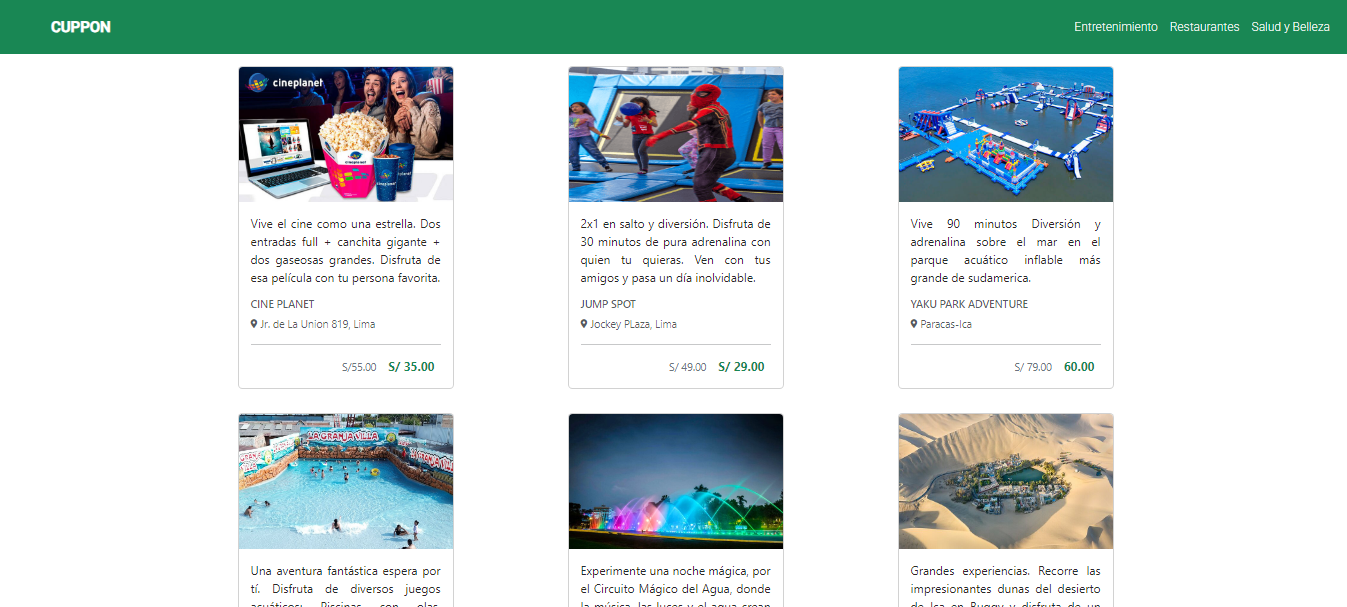 CUPPON
Entretenimiento Restaurantes Salud y Belleza
cineplanet
cineplanet
Vive el cine como una estrella. Dos
entradas full + canchita gigante +
dos gaseosas grandes. Disfruta de
esa película con tu persona favorita.
CINE PLANET
Jr. de La Union 819, Lima
S/55.00 S/ 35.00
2x1 en salto y diversión. Disfruta de
30 minutos de pura adrenalina con
quien tu quieras. Ven con tus
amigos y pasa un día inolvidable.
JUMP SPOT
Jockey PLaza, Lima
S/ 49.00 S/ 29.00
Vive 90 minutos Diversión y
adrenalina sobre el mar en el
parque acuático inflable más
grande de sudamerica.
YAKU PARK ADVENTURE
Paracas-Ica
S/ 79.00 60.00
LA GRANJA VILLA
LA GRANJA VILLA
Una aventura fantástica espera por
tí. Disfruta de diversos juegos
acuáticos: Piscinas con olas,
Experimente una noche mágica, por
el Circuito Mágico del Agua, donde
la música, las luces y el agua crean
Grandes experiencias. Recorre las
impresionantes dunas del desierto
de Ica en Buggy y disfruta de un